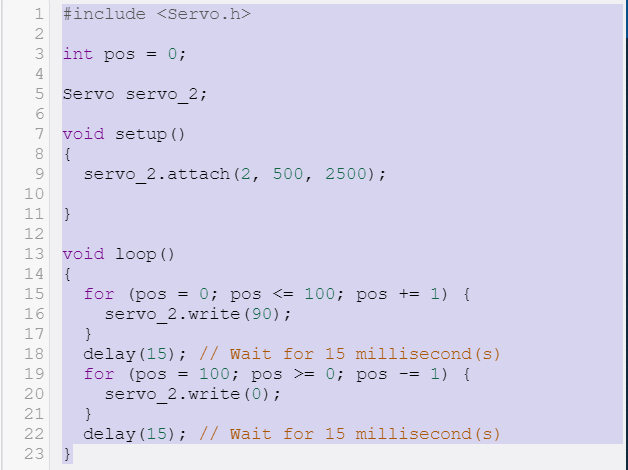 1 #include <Servo.h>
2
3 int pos = 0;
4
5 Servo servo_2;
6
7 void setup()
8 {
9   servo_2.attach(2, 500, 2500);
10
11 }
12
13 void loop()
14 {
15   for (pos = 0; pos <= 100; pos += 1) {
16     servo_2.write(90);
17   }
18   delay(15); // Wait for 15 millisecond(s)
19   for (pos = 100; pos >= 0; pos -= 1) {
20     servo_2.write(0);
21   }
22   delay(15); // Wait for 15 millisecond(s)
23 }